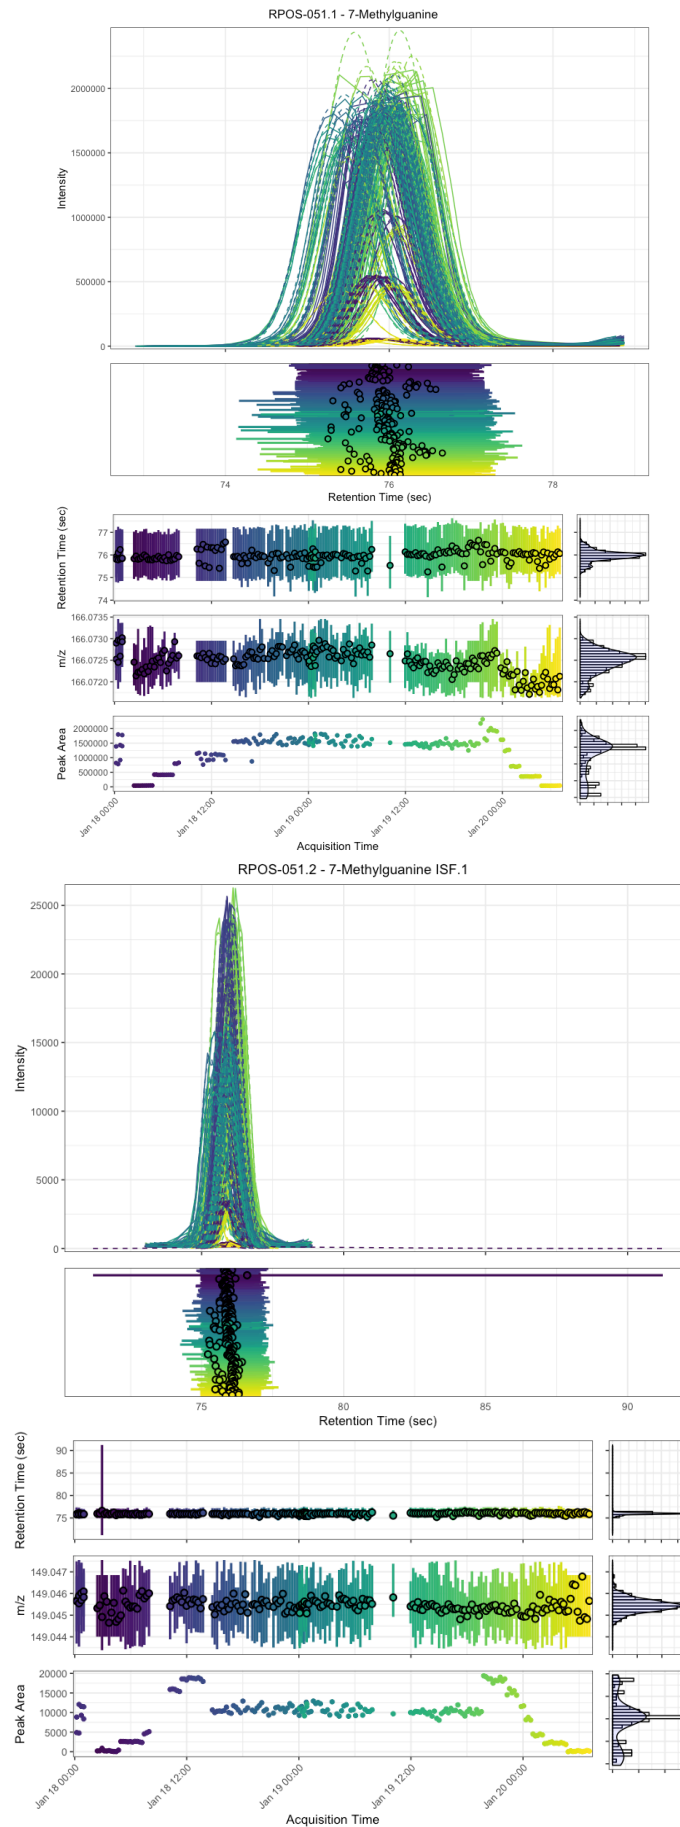 RPOS-051.1 - 7-Methylguanine
Intensity
2000000
1500000
1000000
500000
0
74
76
78
Retention Time (sec)
Retention Time (sec)
77
76
75
74
m/z
166.0735
166.0730
166.0725
166.0720
Peak Area
2000000
1500000
1000000
500000
0
Jan 18 00:00
Jan 18 12:00
Jan 19 00:00
Jan 19 12:00
Jan 20 00:00
Acquisition Time
RPOS-051.2 - 7-Methylguanine ISF.1
Intensity
25000
20000
15000
10000
5000
0
75
80
85
90
Retention Time (sec)
Retention Time (sec)
90
85
80
75
m/z
149.047
149.046
149.045
149.044
Peak Area
20000
15000
10000
5000
0
Jan 18 00:00
Jan 18 12:00
Jan 19 00:00
Jan 19 12:00
Jan 20 00:00
Acquisition Time